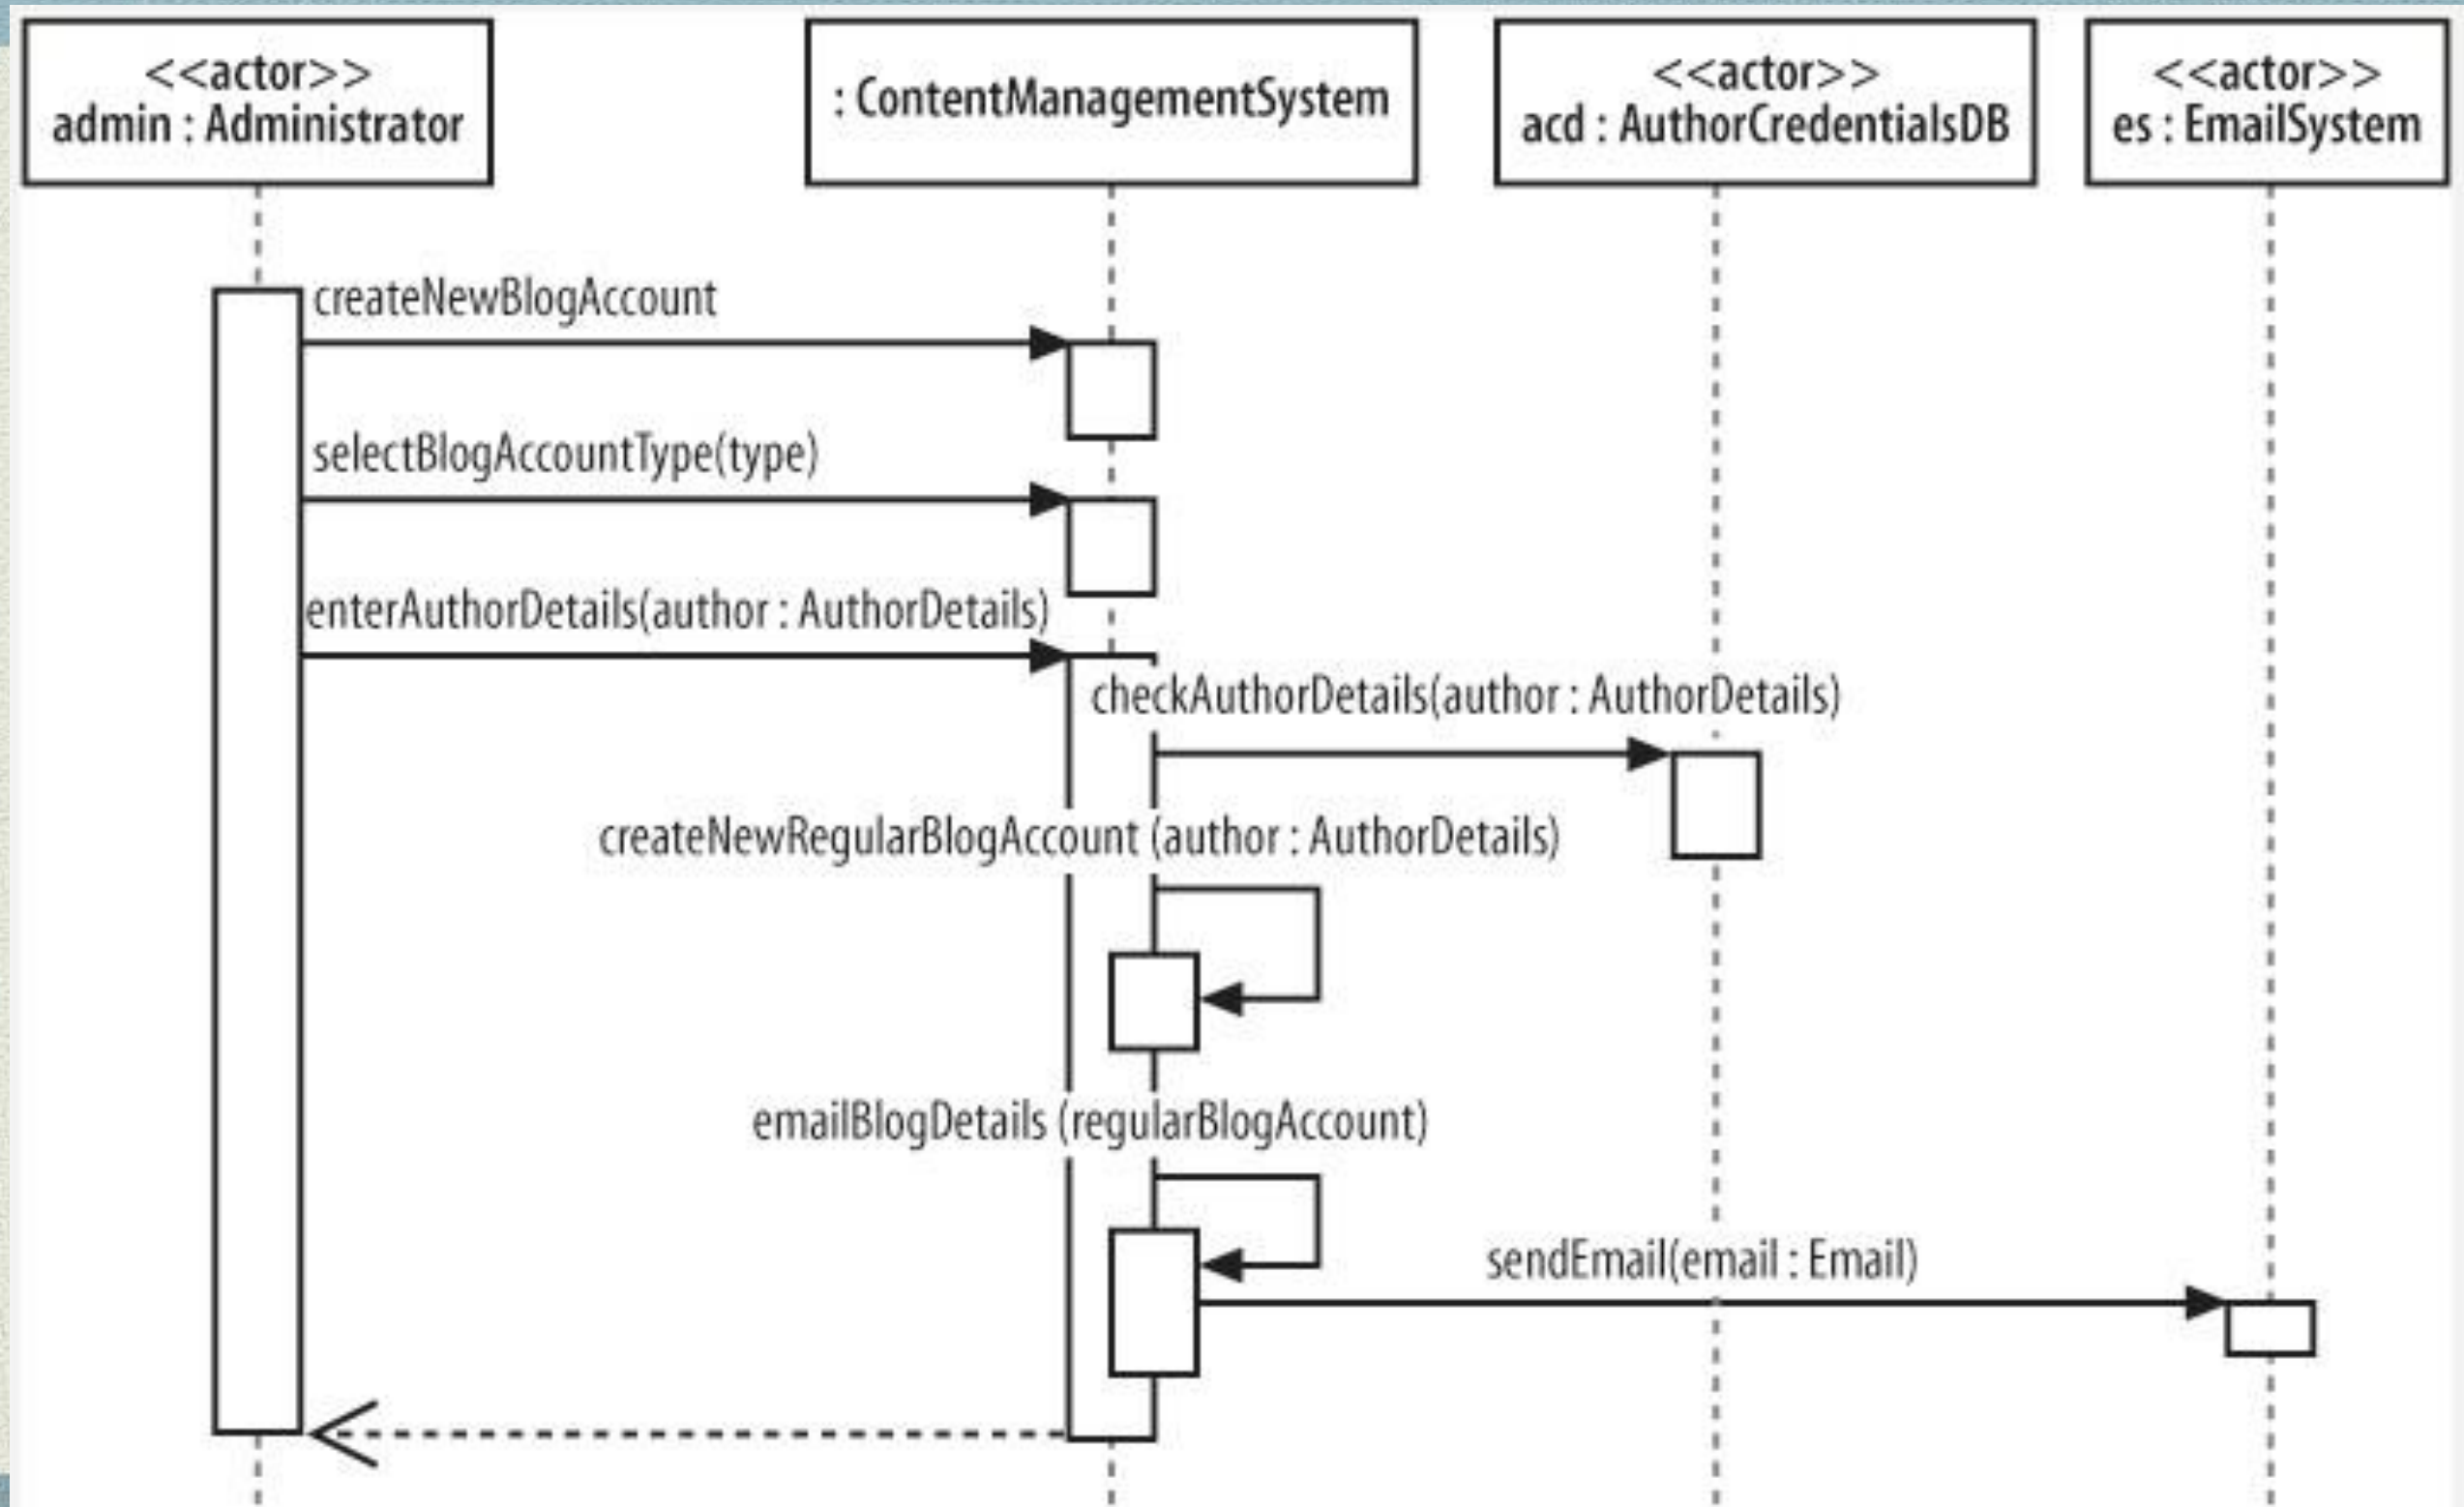 <<actor>>
admin : Administrator
: ContentManagementSystem
<<actor>>
acd : AuthorCredentialsDB
<<actor>>
es : EmailSystem
createNewBlogAccount
selectBlogAccountType(type)
enterAuthorDetails(author : AuthorDetails)
checkAuthorDetails(author : AuthorDetails)
createNewRegularBlogAccount (author : AuthorDetails)
emailBlogDetails (regularBlogAccount)
sendEmail(email : Email)